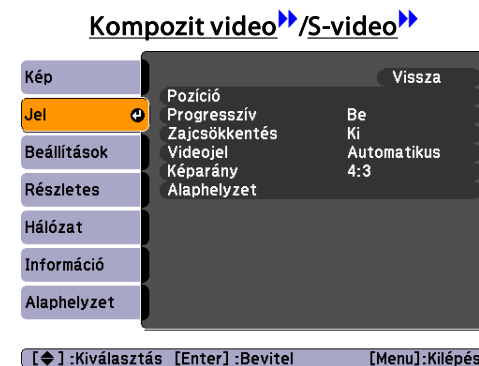 Kompozit video/S-video
Kép
Jel
Beállítások
Részletes
Hálózat
Információ
Alaphelyzet
Vissza
Pozíció
Progresszív Be
Zajcsökkentés Ki
Videojel Automatikus
Képarány 4:3
Alaphelyzet
[◆] :Kiválasztás [Enter] :Bevitel [Menu]:Kilépés